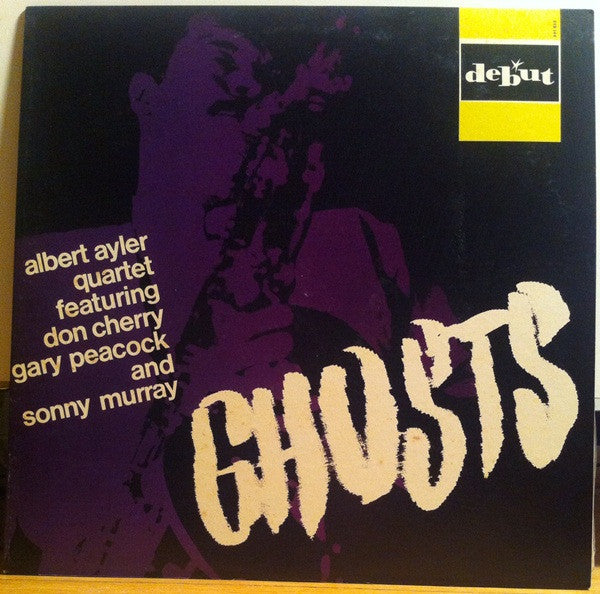 debut
albert ayler
quartet
featuring
don cherry
gary peacock
and
sonny murray
GHOSTS